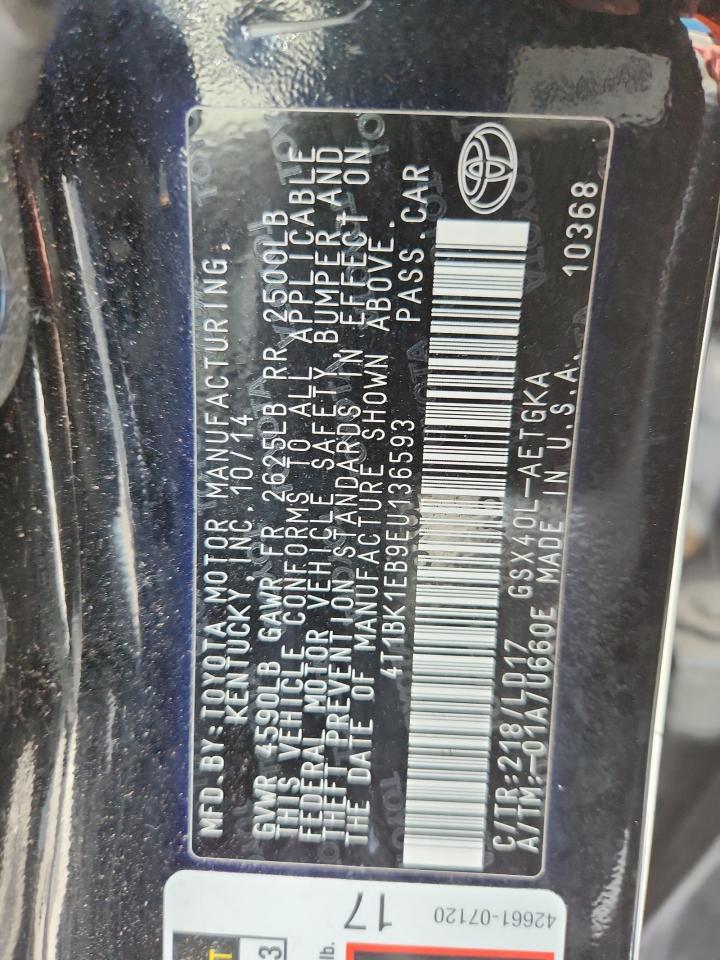 MFD.BY:TOYOTA MOTOR MANUFACTURING,
KENTUCKY INC. 10/14
GVWR 4590LB GAWR FR 2625LB RR 2500LB
THIS VEHICLE CONFORMS TO ALL APPLICABLE
FEDERAL MOTOR VEHICLE SAFETY, BUMPER, AND
THEFT PREVENTION STANDARDS IN EFFECT ON
THE DATE OF MANUFACTURE SHOWN ABOVE.
4T1BK1EB9EU136593 PASS.CAR
C/TR:218/LD17 GSX40L-AETGKA
A/TM:-01A/U660E MADE IN U.S.A. 10368
17
42661-07120
lb.
3